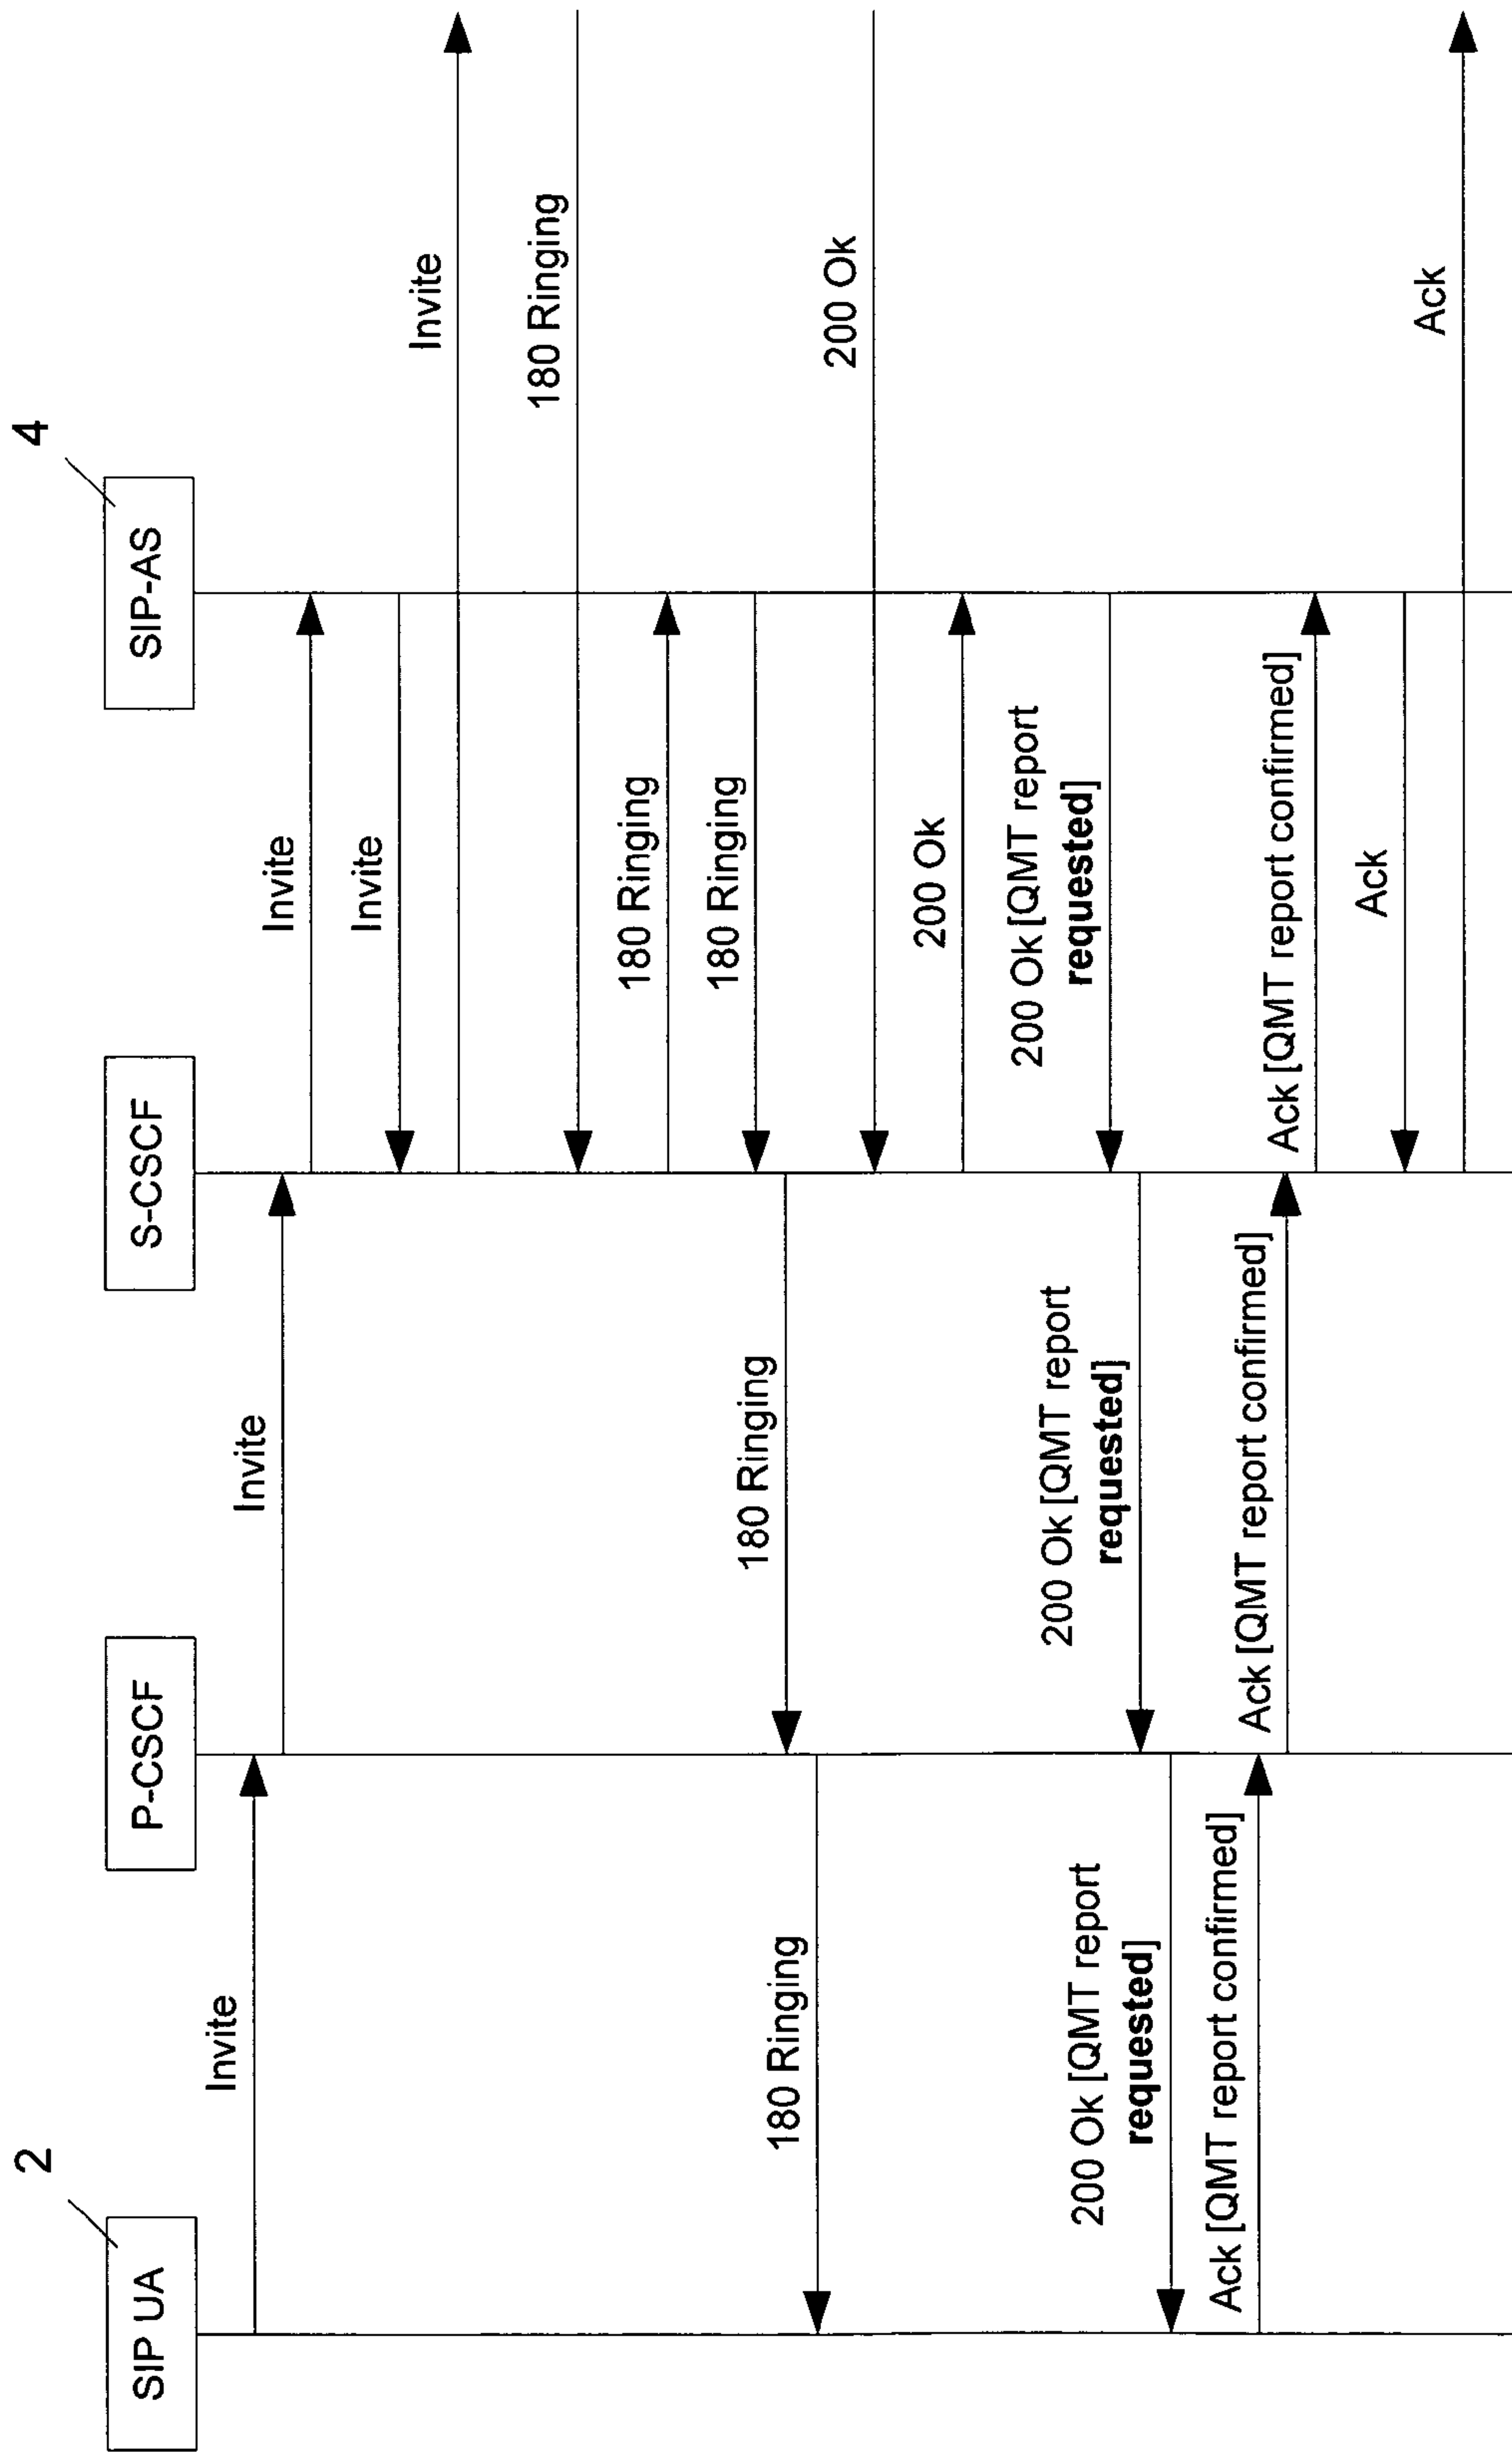 2
4
SIP UA
P-CSCF
S-CSCF
SIP-AS
Invite
Invite
Invite
Invite
Invite
180 Ringing
180 Ringing
180 Ringing
180 Ringing
180 Ringing
200 Ok
200 Ok
200 Ok [QMT report
requested]
200 Ok [QMT report
requested]
200 Ok [QMT report
requested]
Ack [QMT report confirmed]
Ack [QMT report confirmed]
Ack [QMT report confirmed]
Ack
Ack